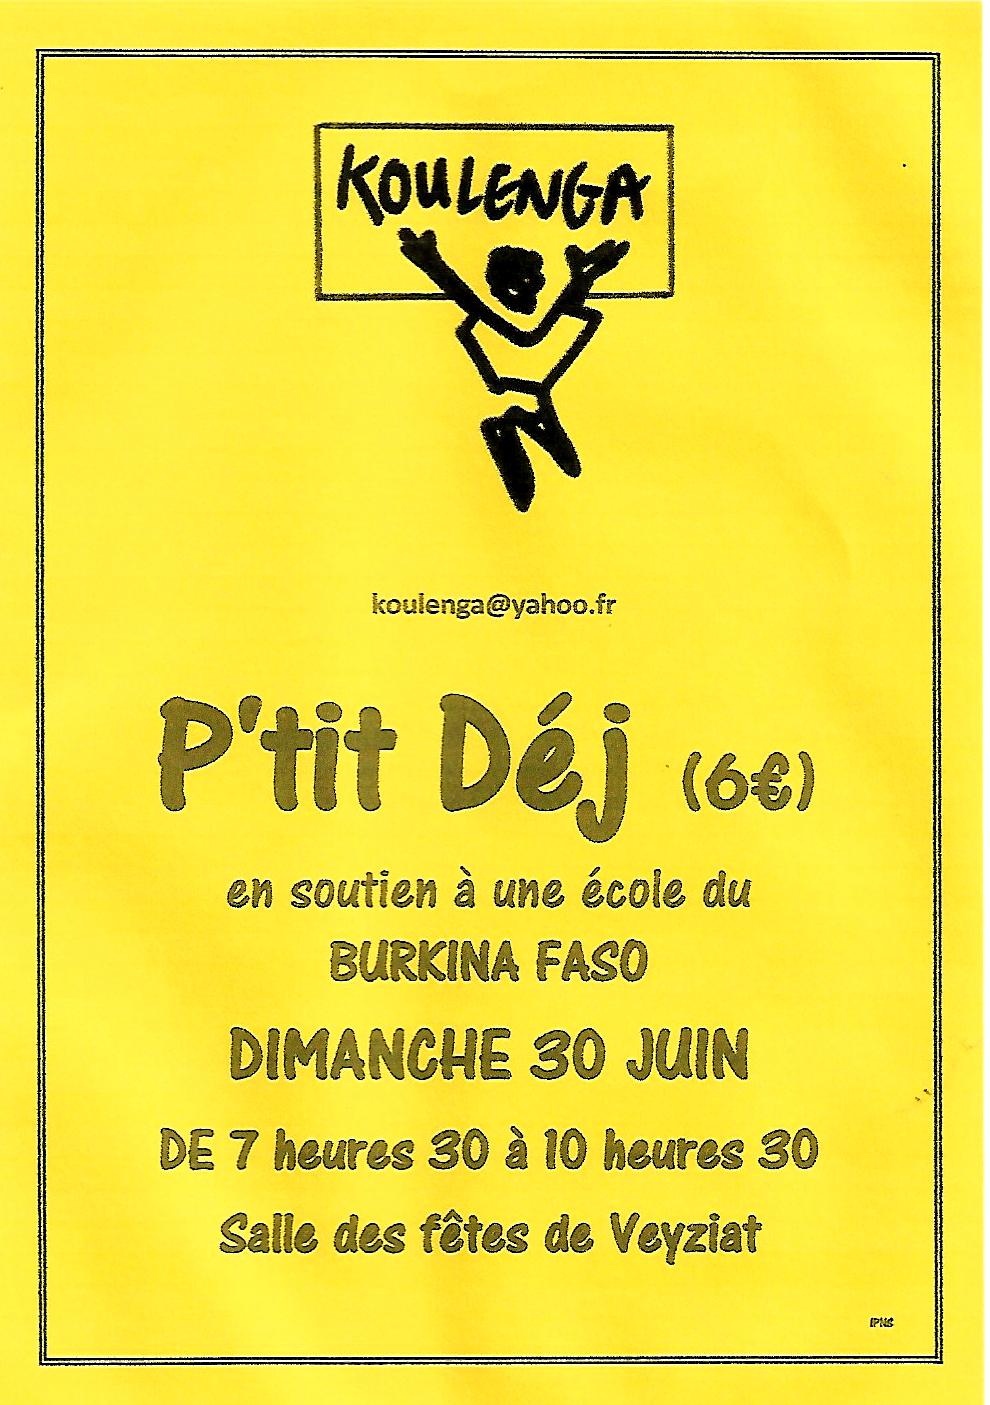 KOULENGA
koulenga@yahoo.fr
P'tit Déj (6€)
en soutien à une école du
BURKINA FASO
DIMANCHE 30 JUIN
DE 7 heures 30 à 10 heures 30
Salle des fêtes de Veyziat
IPNS